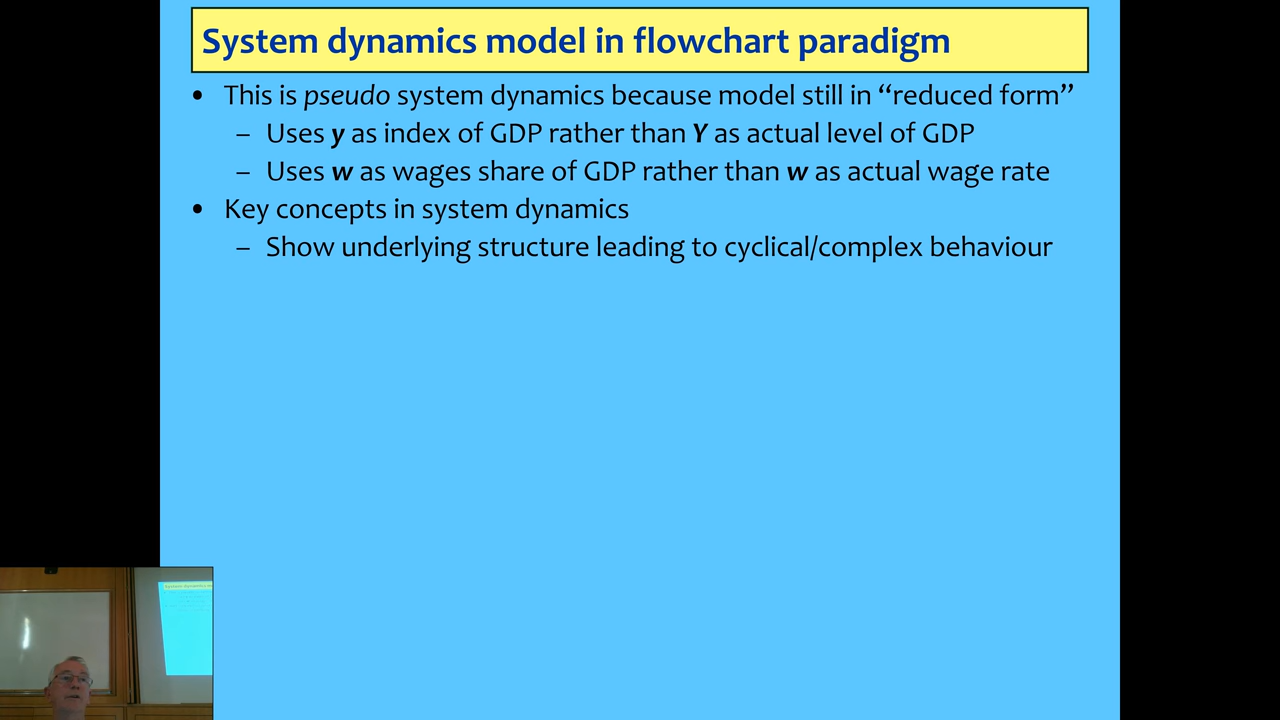 System dynamics model in flowchart paradigm
• This is pseudo system dynamics because model still in “reduced form”
– Uses y as index of GDP rather than Y as actual level of GDP
– Uses w as wages share of GDP rather than w as actual wage rate
• Key concepts in system dynamics
– Show underlying structure leading to cyclical/complex behaviour